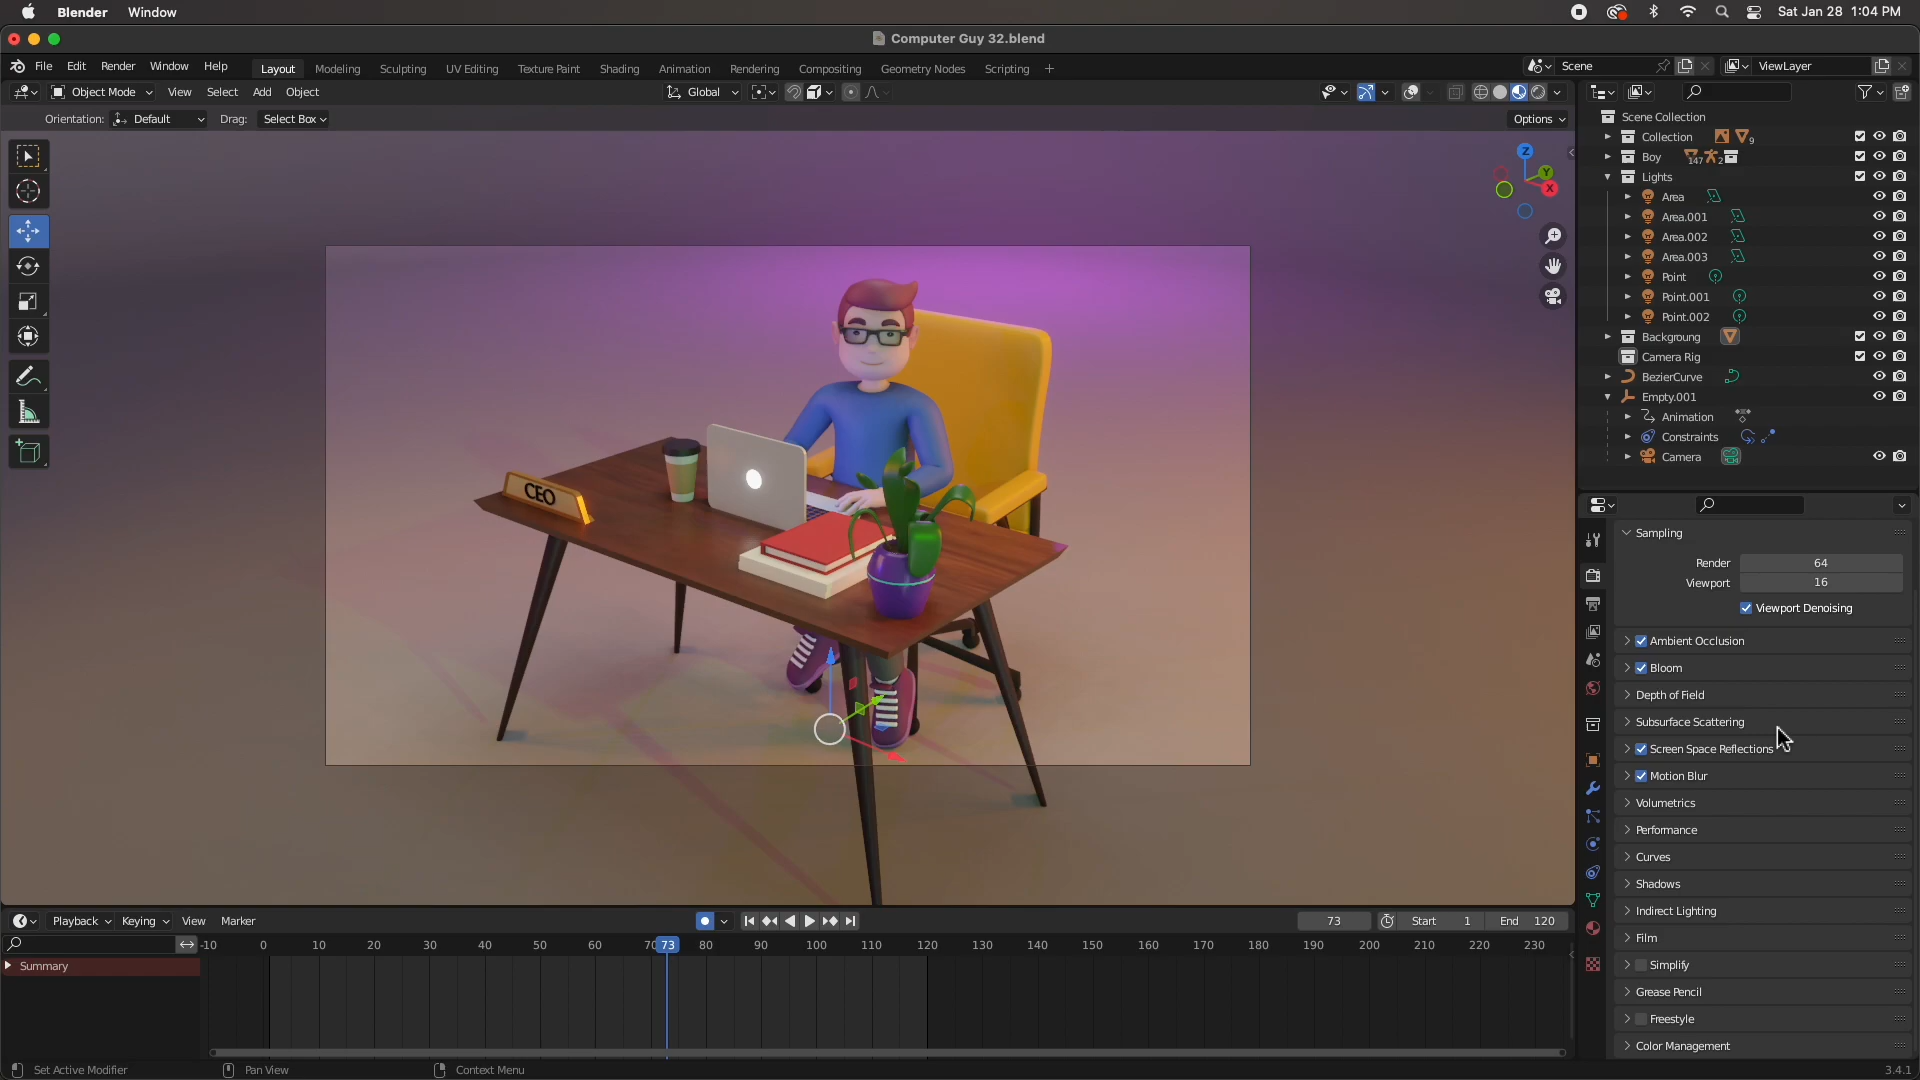 Blender Window Sat Jan 28 1:04 PM
Computer Guy 32.blend
File Edit Render Window Help Layout Modeling Sculpting UV Editing Texture Paint Shading Animation Rendering Compositing Geometry Nodes Scripting + Scene ViewLayer
Object Mode View Select Add Object Global
Orientation: Default Drag: Select Box Options
Scene Collection
Collection 9
Boy 147 2
Lights
Area
Area.001
Area.002
Area.003
Point
Point.001
Point.002
Backgroung
Camera Rig
BezierCurve
Empty.001
Animation
Constraints
Camera
Z
Y
X
CEO
Sampling
Render 64
Viewport 16
Viewport Denoising
Ambient Occlusion
Bloom
Depth of Field
Subsurface Scattering
Screen Space Reflections
Motion Blur
Volumetrics
Performance
Curves
Shadows
Indirect Lighting
Film
Simplify
Grease Pencil
Freestyle
Color Management
Playback Keying View Marker 73 Start 1 End 120
-10 0 10 20 30 40 50 60 70 73 80 90 100 110 120 130 140 150 160 170 180 190 200 210 220 230
Summary
Set Active Modifier Pan View Context Menu 3.4.1